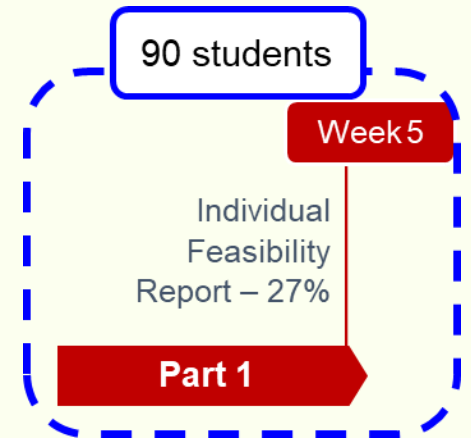 90 students
Week 5
Individual
Feasibility
Report – 27%
Part 1